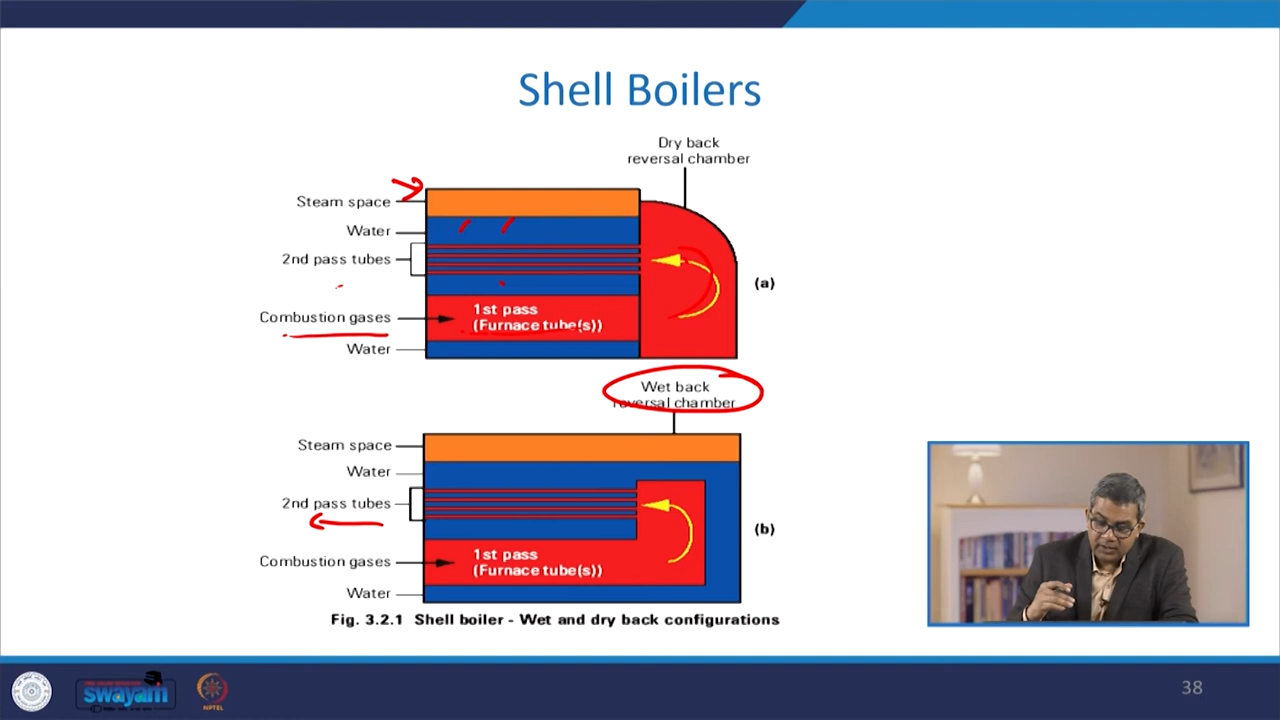 Shell Boilers
Dry back
reversal chamber
Steam space
Water
2nd pass tubes
Combustion gases
Water
1st pass
(Furnace tube(s))
(a)
Wet back
reversal chamber
Steam space
Water
2nd pass tubes
Combustion gases
Water
1st pass
(Furnace tube(s))
(b)
Fig. 3.2.1 Shell boiler - Wet and dry back configurations
swayam
NPTEL
38